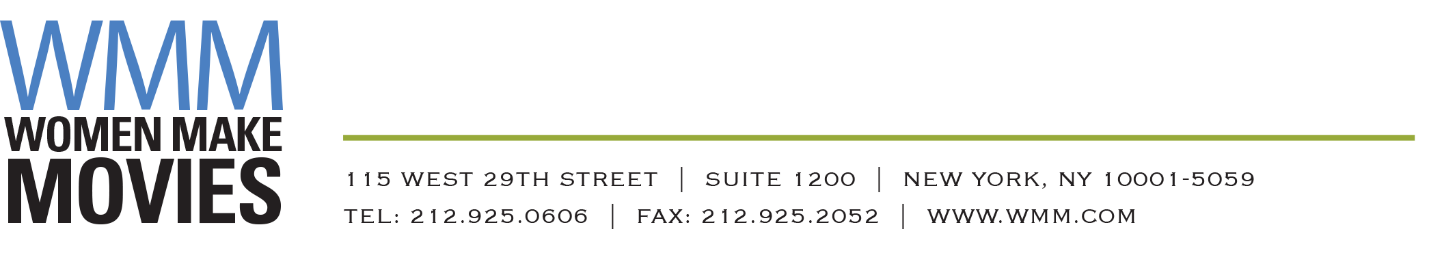 WMM
WOMEN MAKE
MOVIES
115 WEST 29TH STREET | SUITE 1200 | NEW YORK, NY 10001-5059
TEL: 212.925.0606 | FAX: 212.925.2052 | WWW.WMM.COM